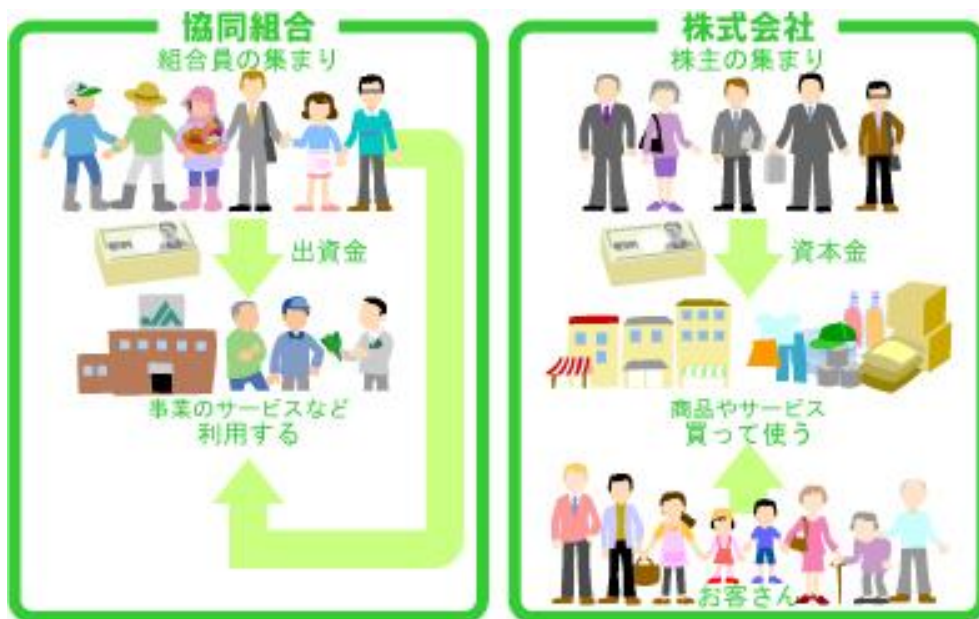 協同組合
組合員の集まり
出資金
JA
事業のサービスなど
利用する
株式会社
株主の集まり
資本金
商品やサービス
買って使う
お客さん